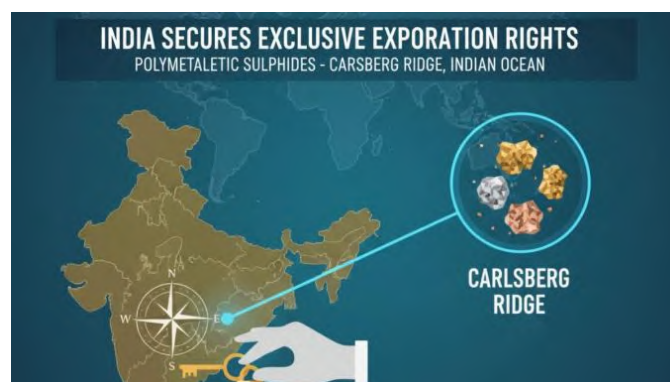 INDIA SECURES EXCLUSIVE EXPORATION RIGHTS
POLYMETALETIC SULPHIDES - CARSBERG RIDGE, INDIAN OCEAN
N
W
E
S
CARLSBERG
RIDGE